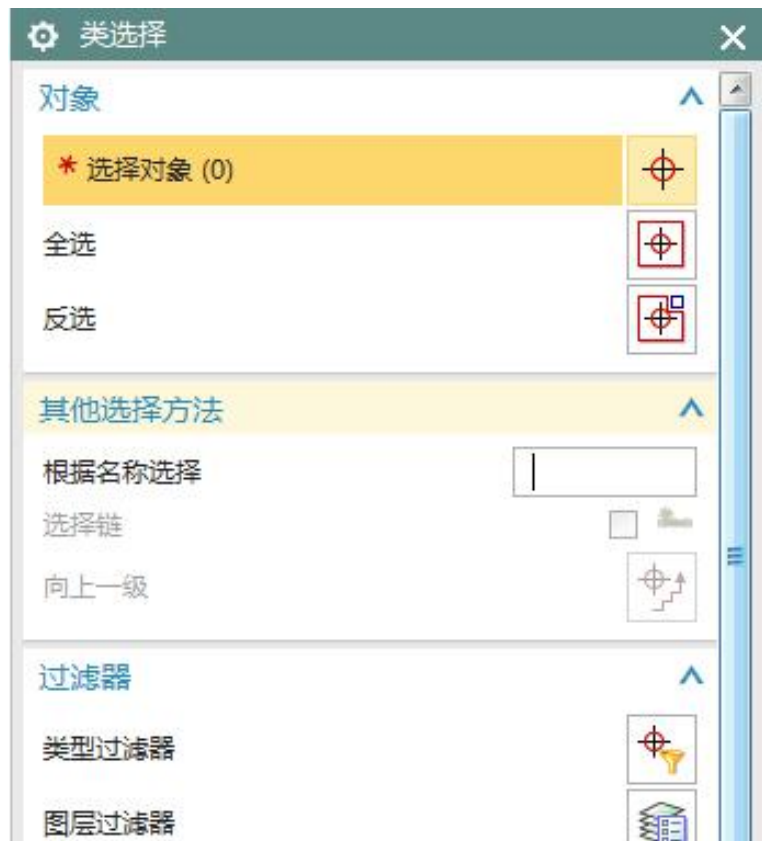 类选择
对象
* 选择对象 (0)
全选
反选
其他选择方法
根据名称选择
选择链
向上一级
过滤器
类型过滤器
图层过滤器